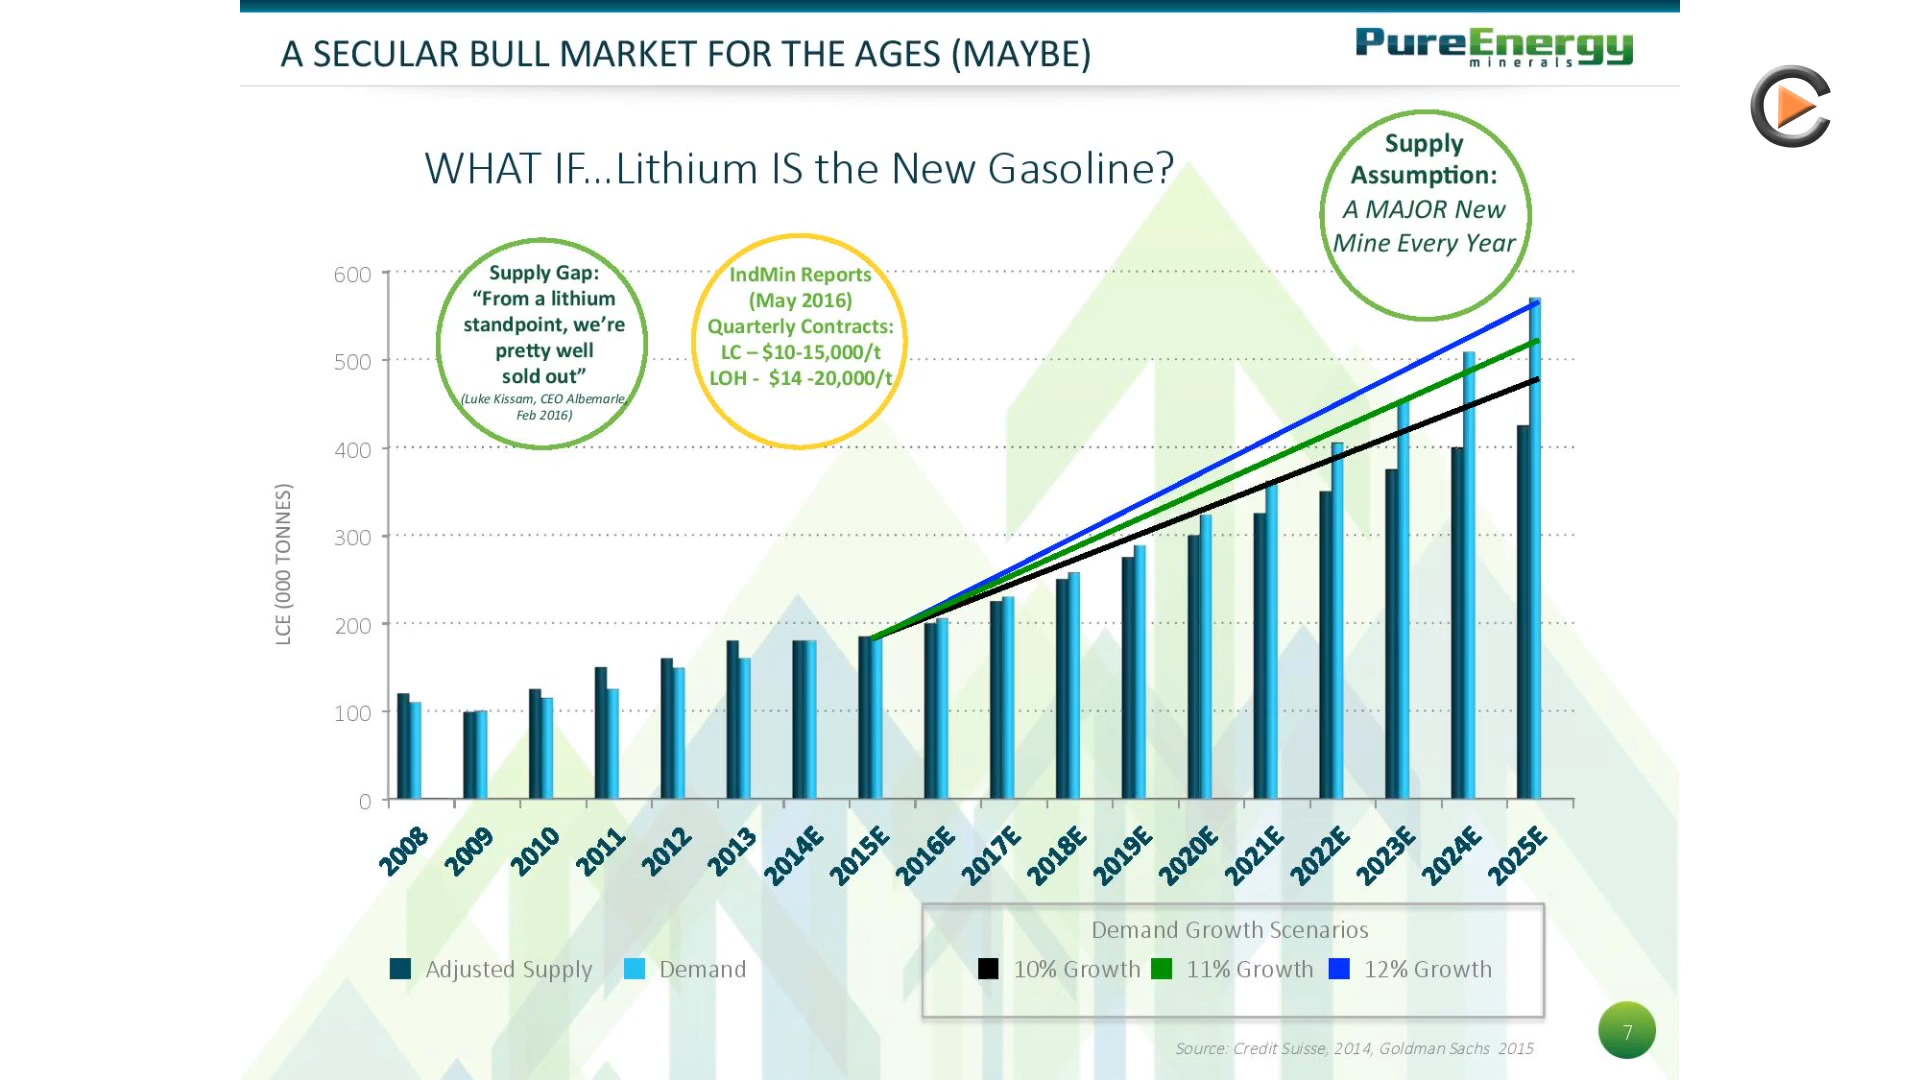 A SECULAR BULL MARKET FOR THE AGES (MAYBE)
PureEnergy
minerals
WHAT IF...Lithium IS the New Gasoline?
Supply
Assumption:
A MAJOR New
Mine Every Year
Supply Gap:
“From a lithium
standpoint, we’re
pretty well
sold out”
(Luke Kissam, CEO Albemarle,
Feb 2016)
IndMin Reports
(May 2016)
Quarterly Contracts:
LC – $10-15,000/t
LOH - $14 -20,000/t
600
500
400
300
200
100
0
LCE (000 TONNES)
2008
2009
2010
2011
2012
2013
2014E
2015E
2016E
2017E
2018E
2019E
2020E
2021E
2022E
2023E
2024E
2025E
Adjusted Supply
Demand
Demand Growth Scenarios
10% Growth
11% Growth
12% Growth
Source: Credit Suisse, 2014, Goldman Sachs 2015
7